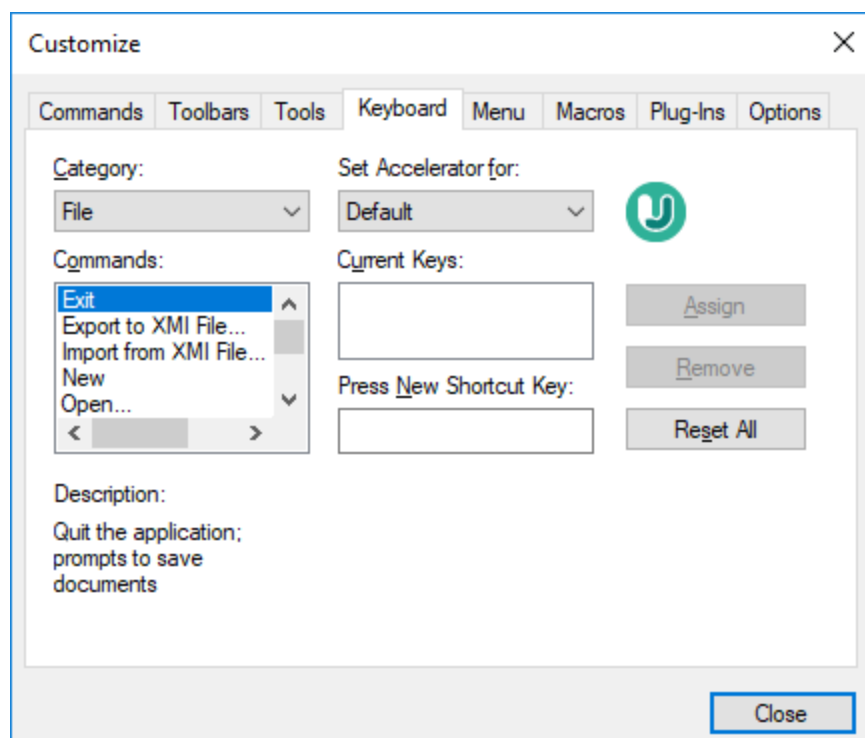 Customize
Commands Toolbars Tools Keyboard Menu Macros Plug-Ins Options
Category:
Set Accelerator for:
File
Default
Commands:
Current Keys:
Exit
Export to XMI File...
Import from XMI File...
New
Open...
Assign
Remove
Press New Shortcut Key:
Reset All
Description:
Quit the application;
prompts to save
documents
Close